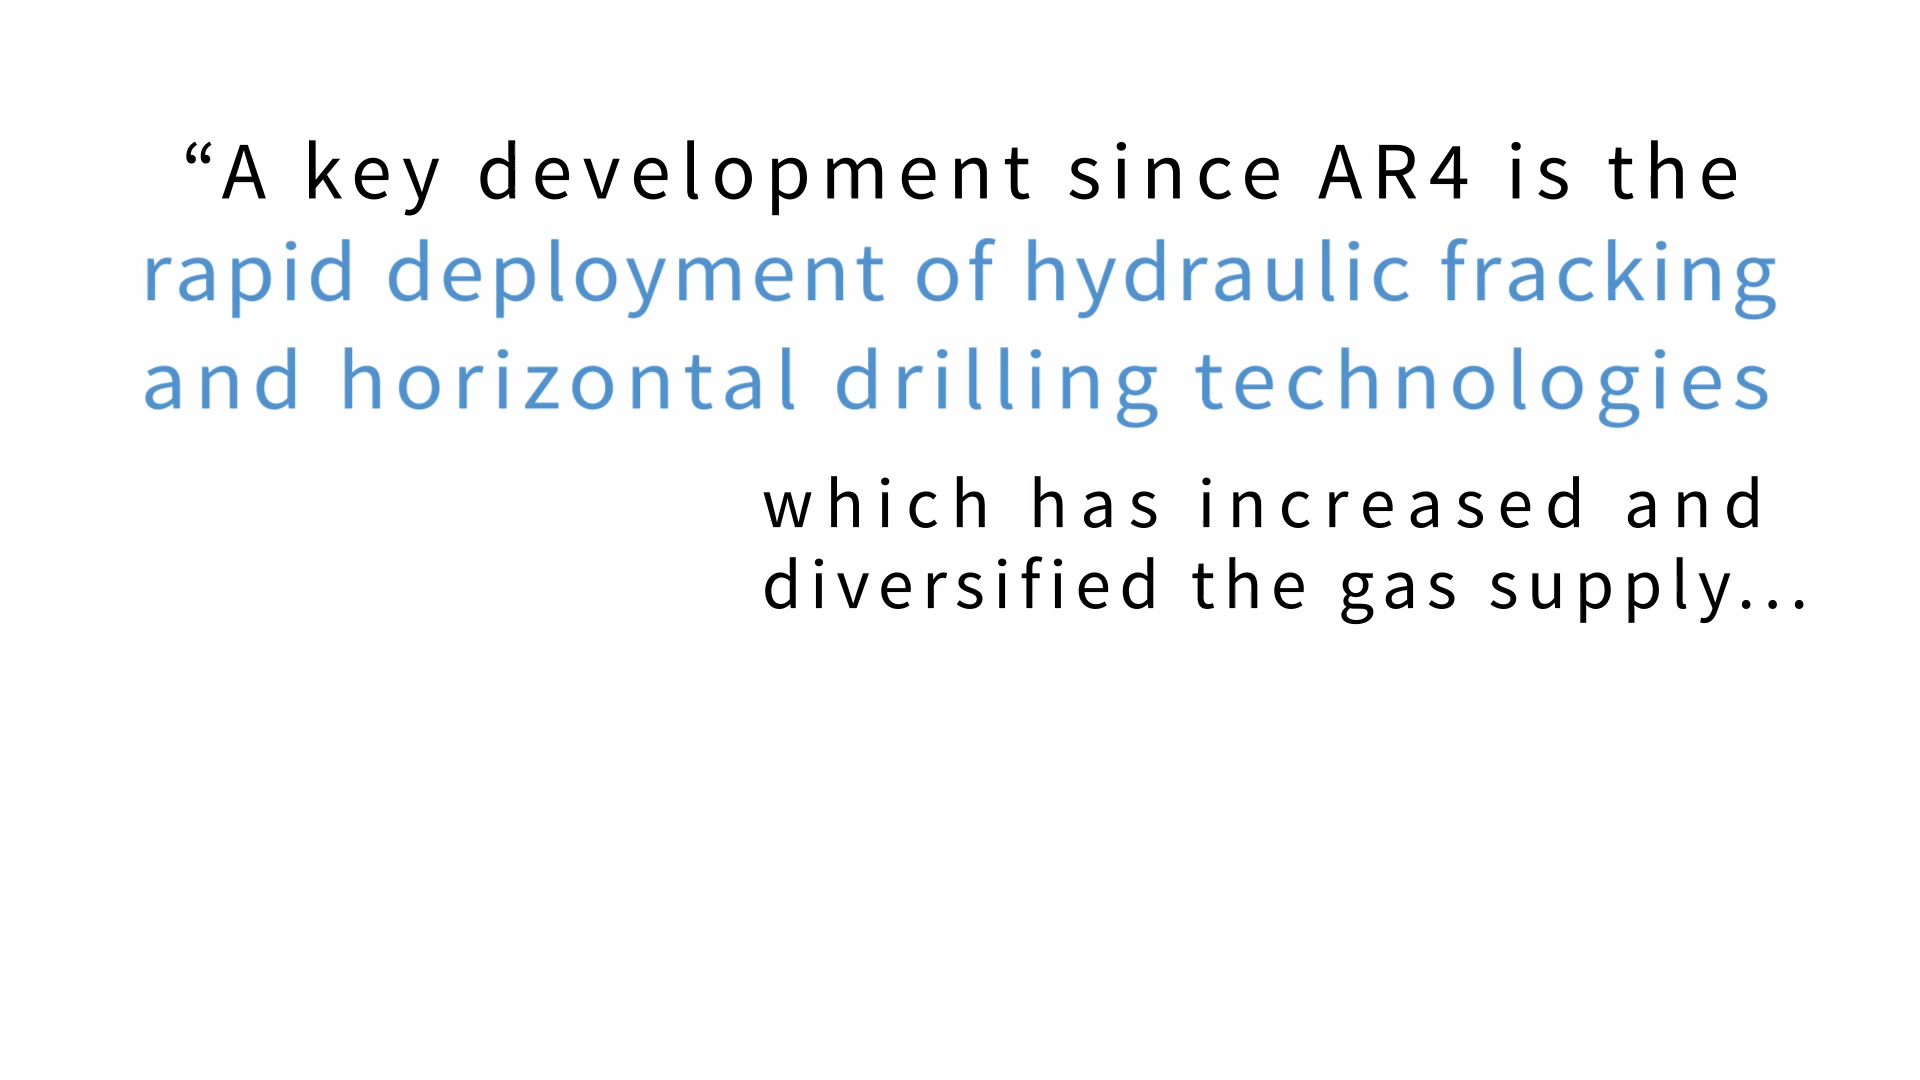 “A key development since AR4 is the
rapid deployment of hydraulic fracking
and horizontal drilling technologies
which has increased and
diversified the gas supply...